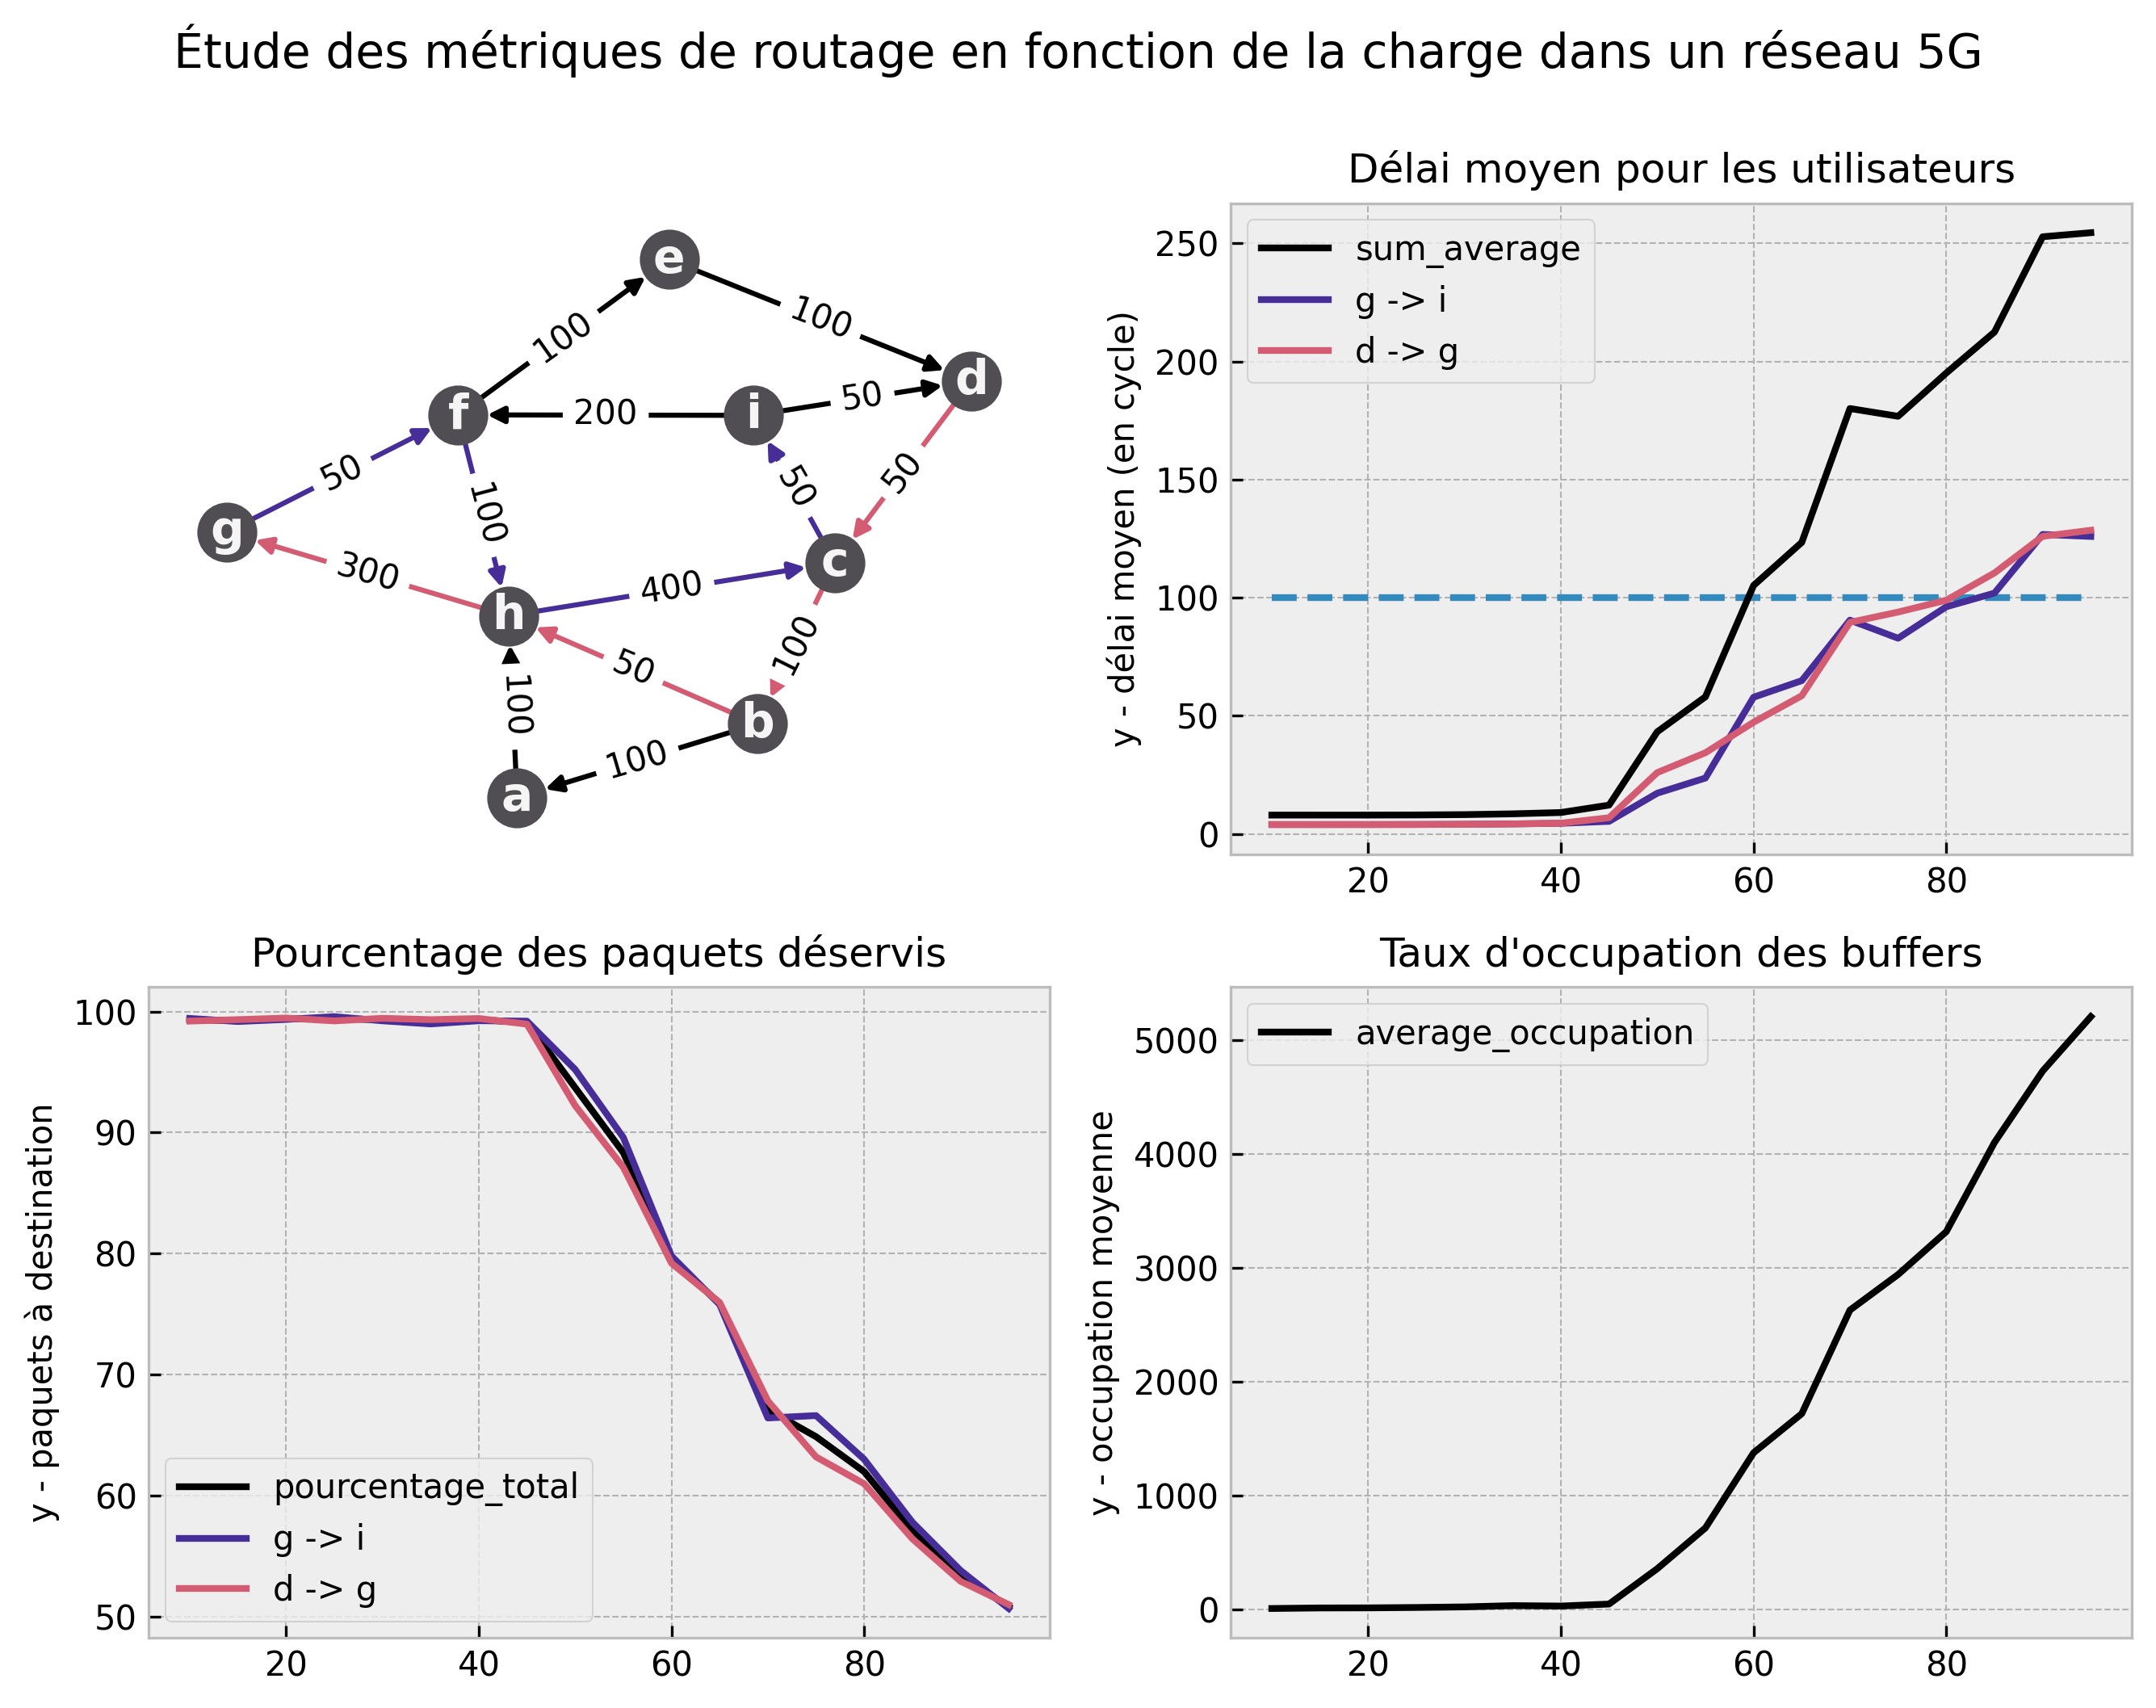 Étude des métriques de routage en fonction de la charge dans un réseau 5G
e
100
100
d
f
200
i
50
50
100
50
50
g
300
h
400
c
100
50
100
b
100
a
Délai moyen pour les utilisateurs
y - délai moyen (en cycle)
250
200
150
100
50
0
sum_average
g -> i
d -> g
20 40 60 80
Pourcentage des paquets déservis
y - paquets à destination
100
90
80
70
60
50
pourcentage_total
g -> i
d -> g
20 40 60 80
Taux d'occupation des buffers
y - occupation moyenne
5000
4000
3000
2000
1000
0
average_occupation
20 40 60 80